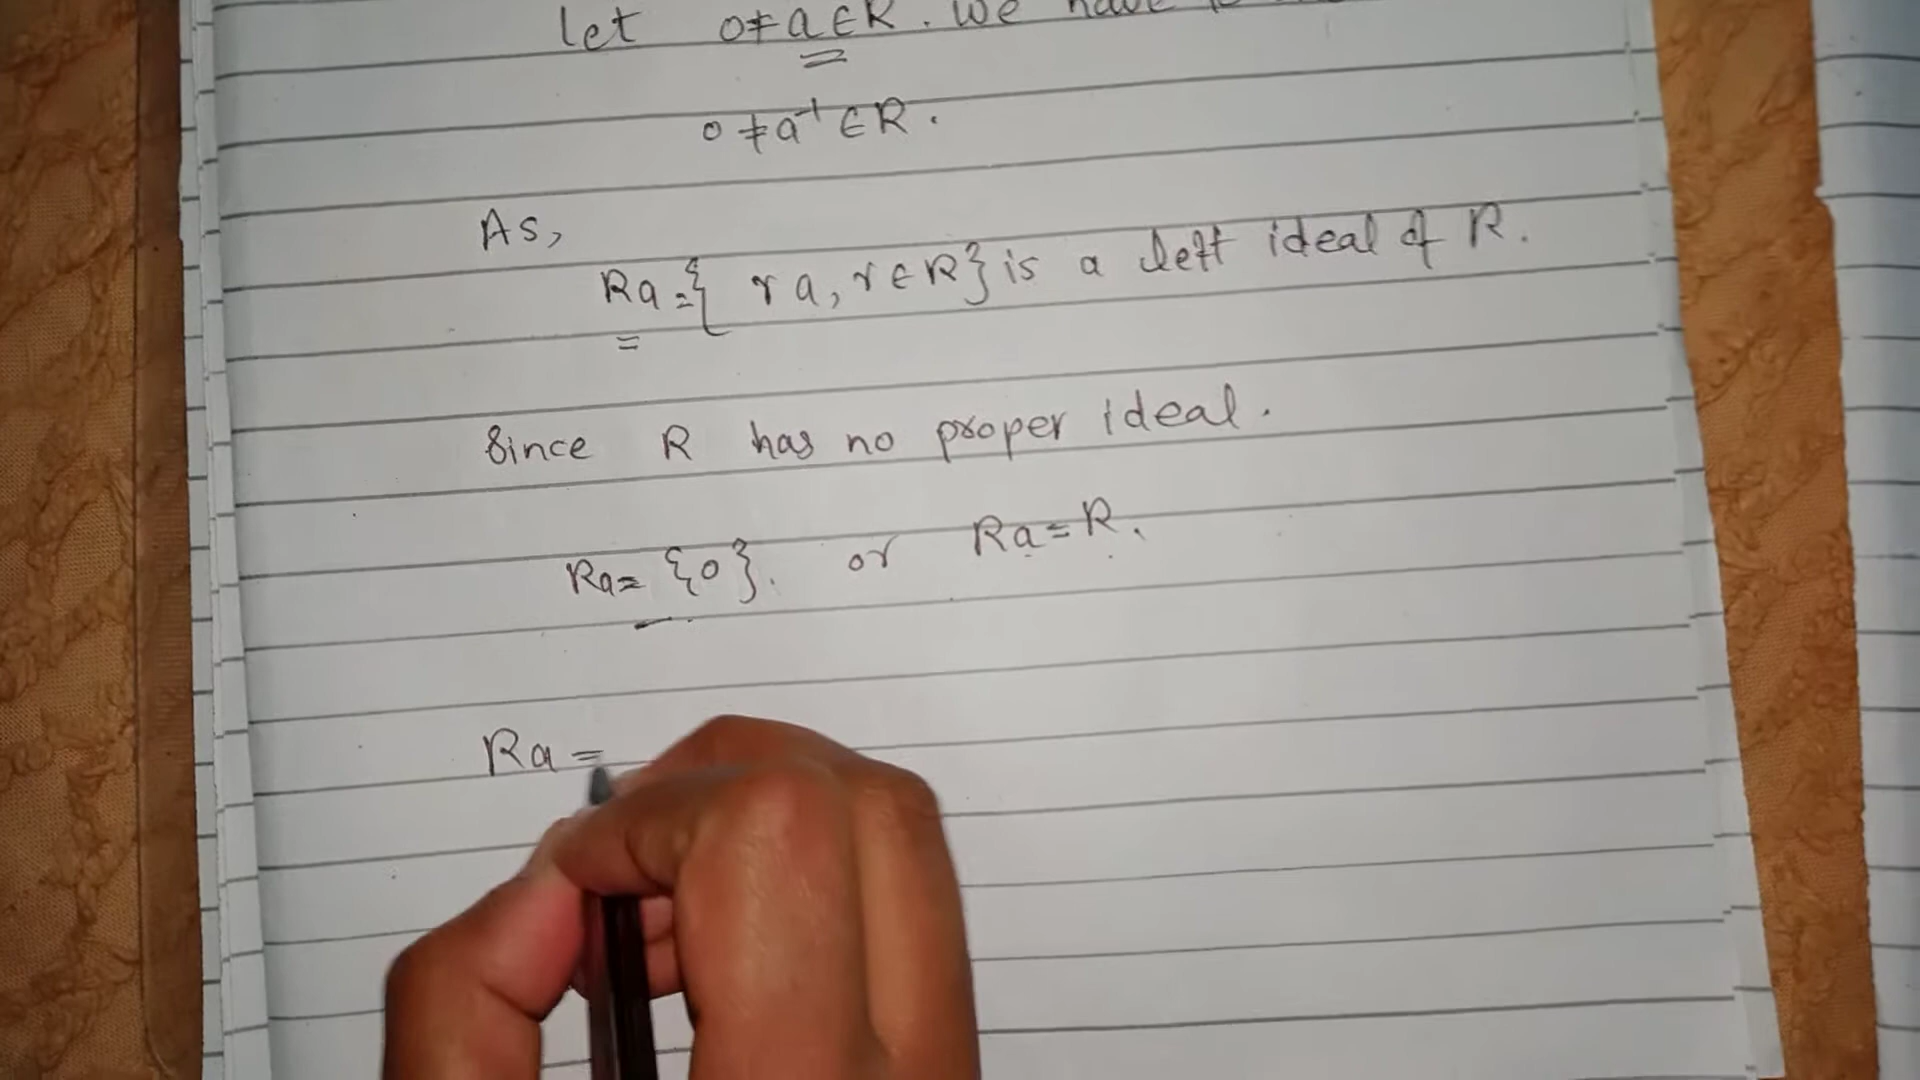 let 0≠a∈R. We have
0≠a⁻¹∈R.
As,
Ra={ ra, r∈R} is a left ideal of R.
Since R has no proper ideal.
Ra= {0}. or Ra=R.
Ra =